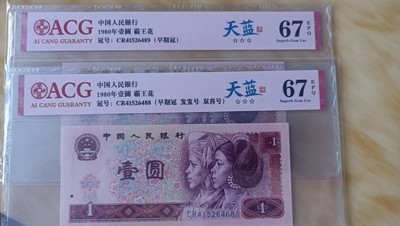 ACG
AI CANG GUARANTY
中国人民银行
1980年壹圆 霸王花
冠号: CR41526489 (早期冠)
天蓝
☆☆☆
67 EPQ
Superb Gem Unc
ACG
AI CANG GUARANTY
中国人民银行
1980年壹圆 霸王花
冠号: CR41526488 (早期冠 发发号 双喜号)
天蓝
☆☆☆
67 EPQ
Superb Gem Unc
中国人民银行
1
壹圆
1
CR41526488